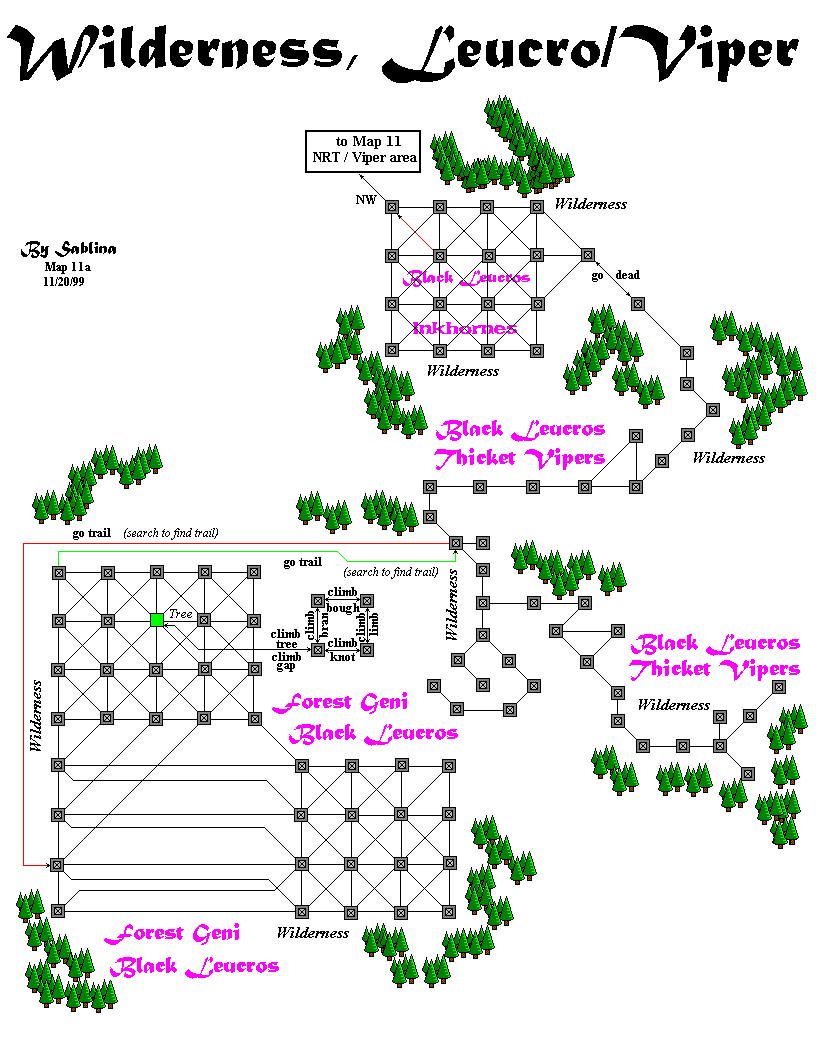 Wilderness, Leucro/Viper
to Map 11
NRT / Viper area
NW
Wilderness
By Sablina
Map 11a
11/20/99
Black Leucros
go dead
Inkhornes
Wilderness
Black Leucros
Thicket Vipers
Wilderness
go trail (search to find trail)
go trail
(search to find trail)
Wilderness
Tree
climb
bough
climb
bran
climb
limb
climb
knot
climb
tree
climb
gap
Black Leucros
Thicket Vipers
Wilderness
Wilderness
Forest Geni
Black Leucros
Forest Geni
Wilderness
Black Leucros